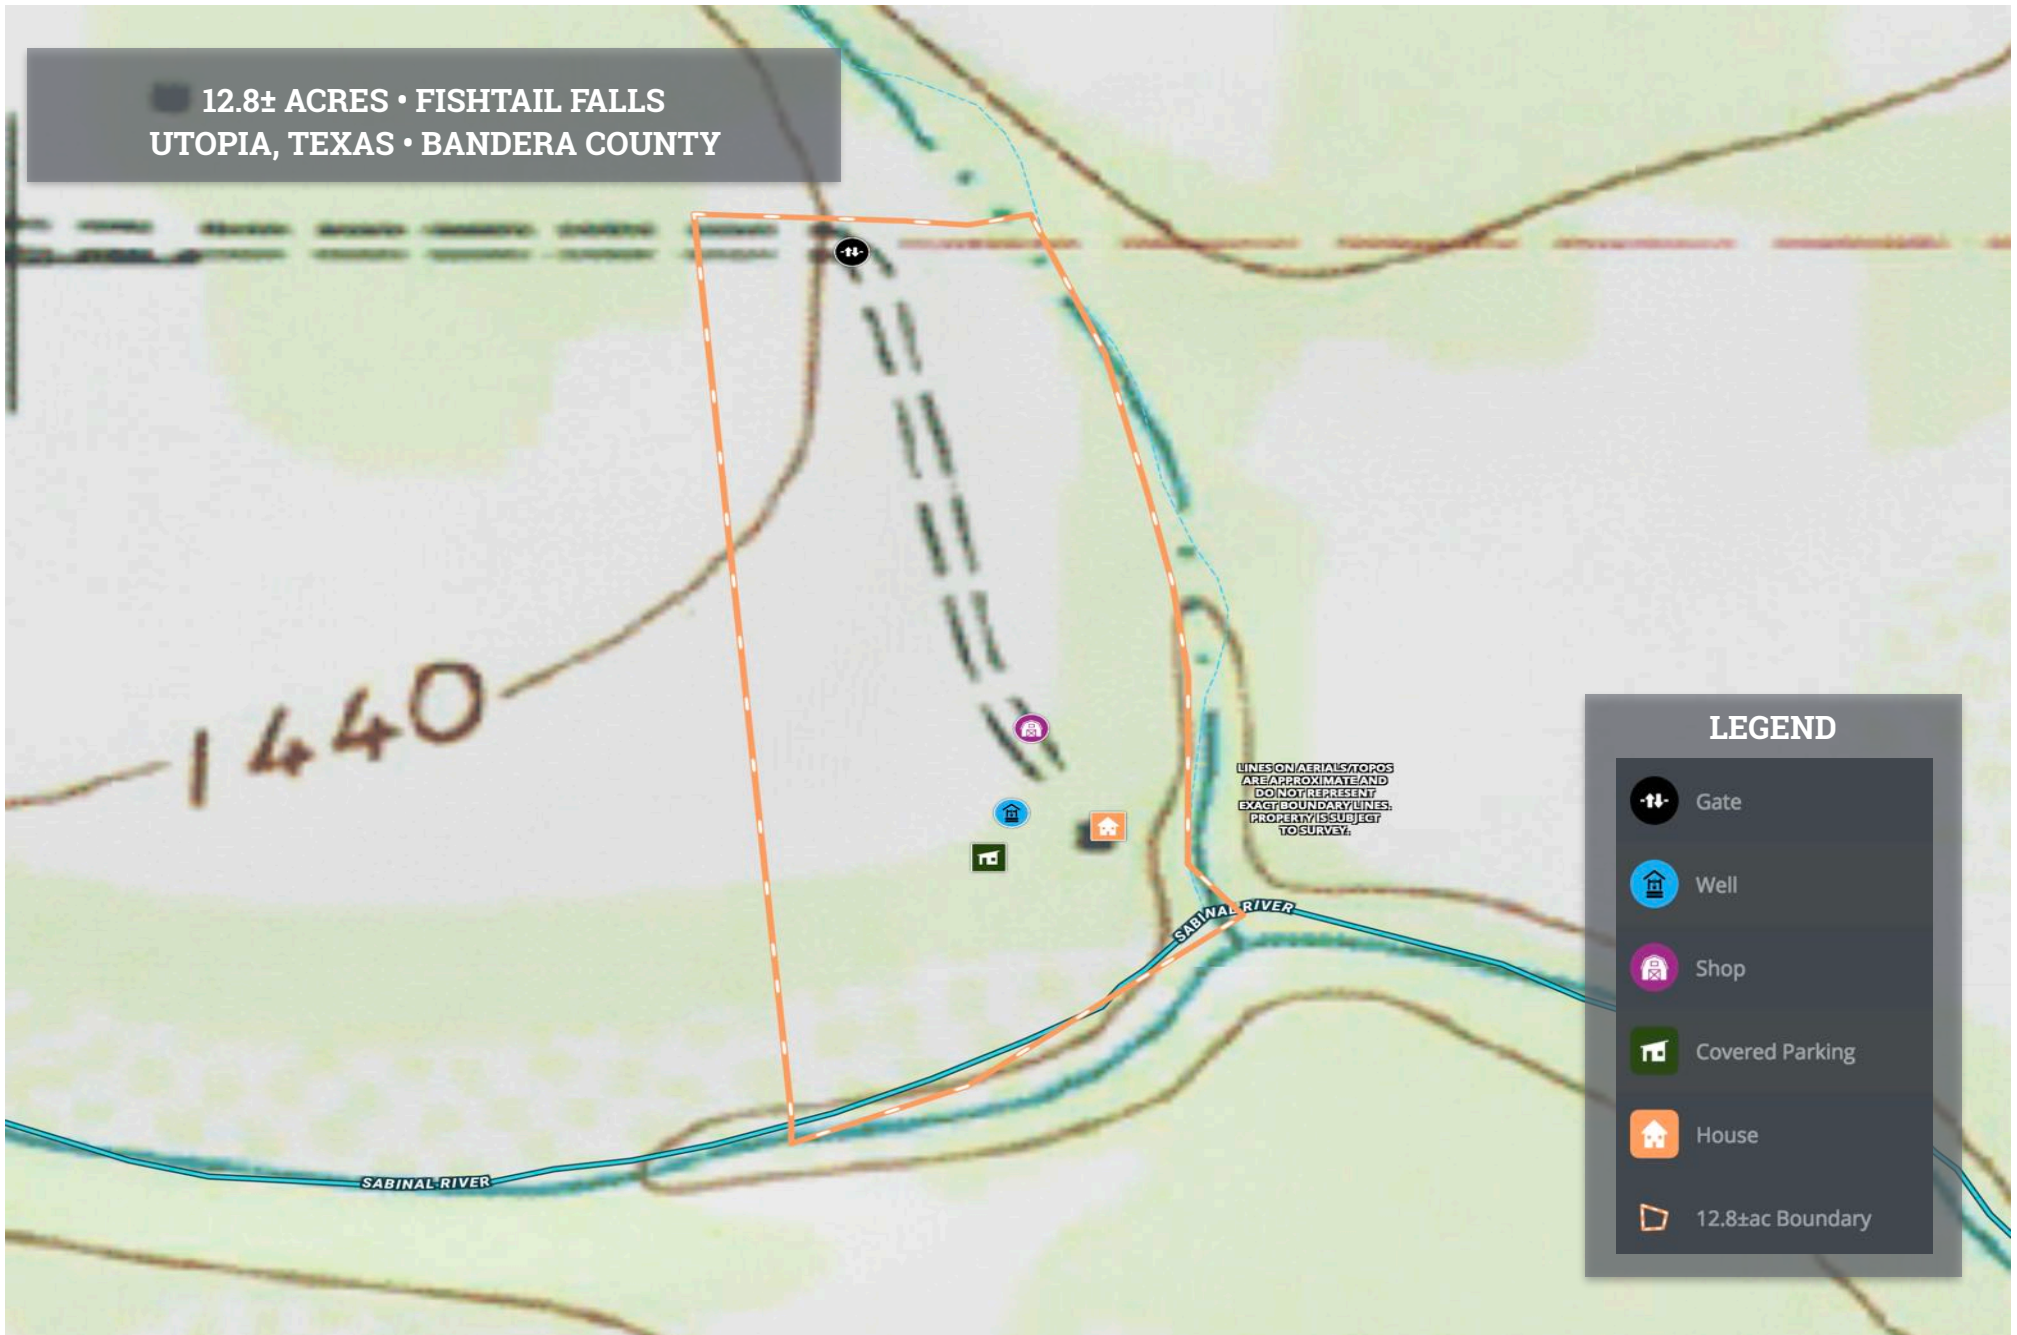 12.8± ACRES • FISHTAIL FALLS
UTOPIA, TEXAS • BANDERA COUNTY
1440
LEGEND
Gate
Well
Shop
Covered Parking
House
12.8±ac Boundary
LINES ON AERIALS/TOPOS
ARE APPROXIMATE AND
DO NOT REPRESENT
EXACT BOUNDARY LINES.
PROPERTY IS SUBJECT
TO SURVEY.
SABINAL RIVER
SABINAL RIVER